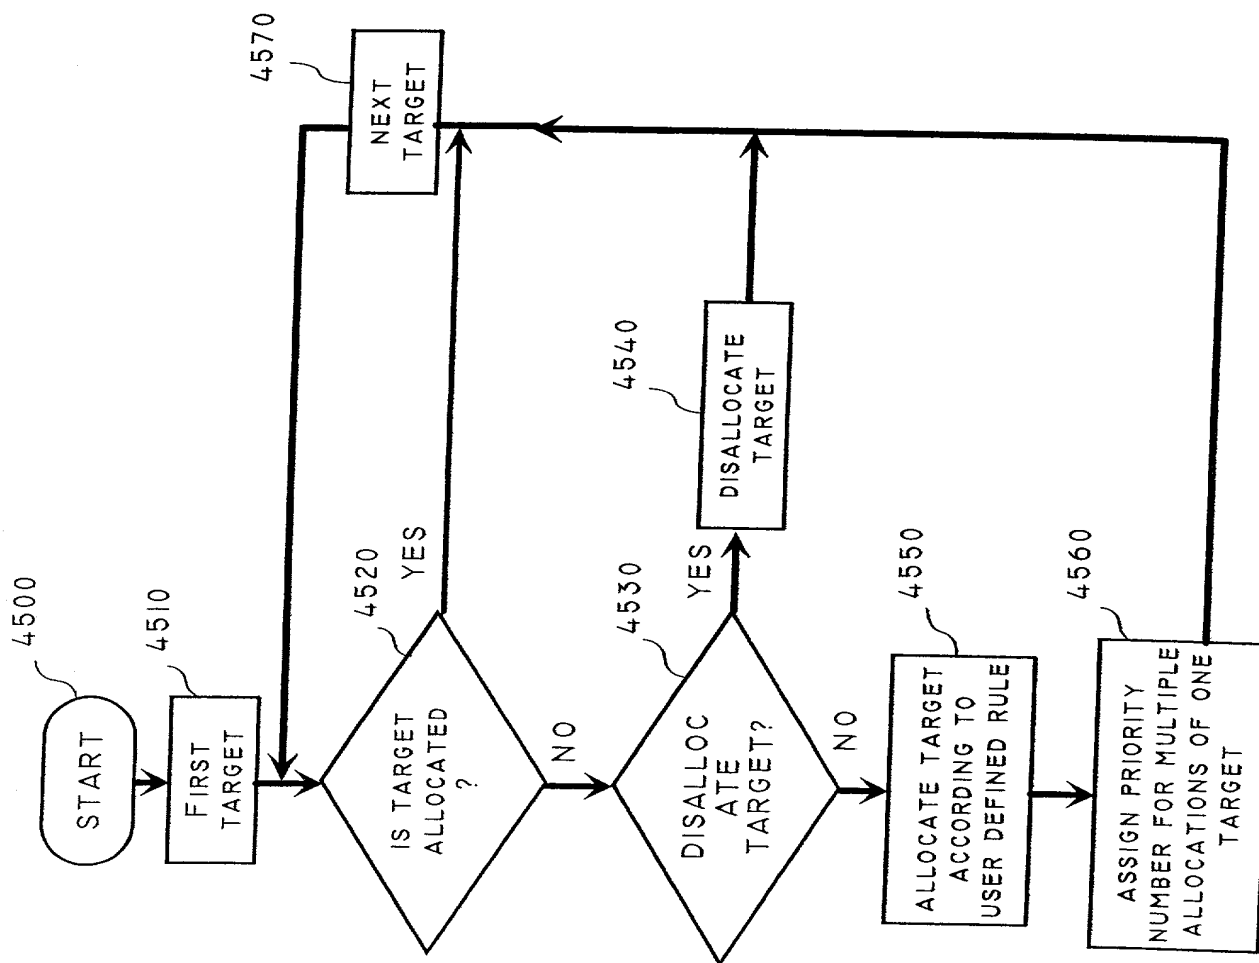 4500
START
4510
FIRST
TARGET
4520
IS TARGET
ALLOCATED
?
YES
NO
4570
NEXT
TARGET
4530
DISALLOC
ATE
TARGET?
YES
NO
4540
DISALLOCATE
TARGET
4550
ALLOCATE TARGET
ACCORDING TO
USER DEFINED RULE
4560
ASSIGN PRIORITY
NUMBER FOR MULTIPLE
ALLOCATIONS OF ONE
TARGET